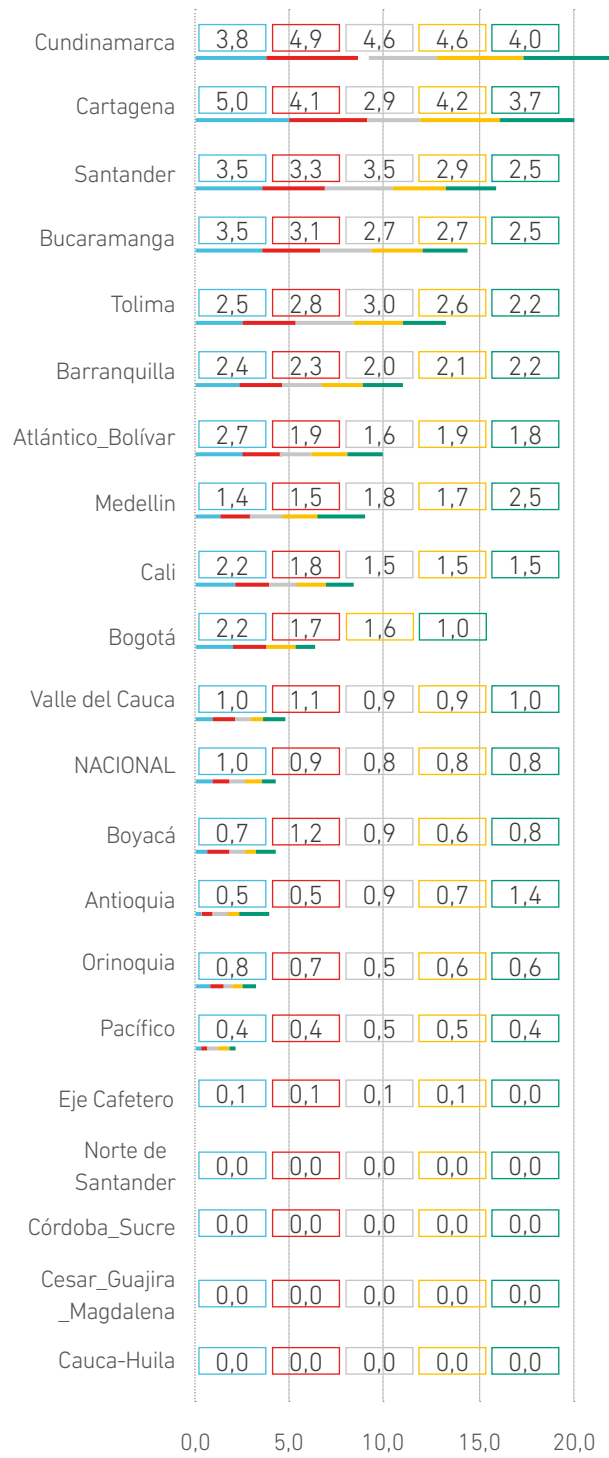 Cundinamarca 3,8 4,9 4,6 4,6 4,0
Cartagena 5,0 4,1 2,9 4,2 3,7
Santander 3,5 3,3 3,5 2,9 2,5
Bucaramanga 3,5 3,1 2,7 2,7 2,5
Tolima 2,5 2,8 3,0 2,6 2,2
Barranquilla 2,4 2,3 2,0 2,1 2,2
Atlántico_Bolívar 2,7 1,9 1,6 1,9 1,8
Medellin 1,4 1,5 1,8 1,7 2,5
Cali 2,2 1,8 1,5 1,5 1,5
Bogotá 2,2 1,7 1,6 1,0
Valle del Cauca 1,0 1,1 0,9 0,9 1,0
NACIONAL 1,0 0,9 0,8 0,8 0,8
Boyacá 0,7 1,2 0,9 0,6 0,8
Antioquia 0,5 0,5 0,9 0,7 1,4
Orinoquia 0,8 0,7 0,5 0,6 0,6
Pacífico 0,4 0,4 0,5 0,5 0,4
Eje Cafetero 0,1 0,1 0,1 0,1 0,0
Norte de
Santander 0,0 0,0 0,0 0,0 0,0
Córdoba_Sucre 0,0 0,0 0,0 0,0 0,0
Cesar_Guajira
_Magdalena 0,0 0,0 0,0 0,0 0,0
Cauca-Huila 0,0 0,0 0,0 0,0 0,0
0,0 5,0 10,0 15,0 20,0